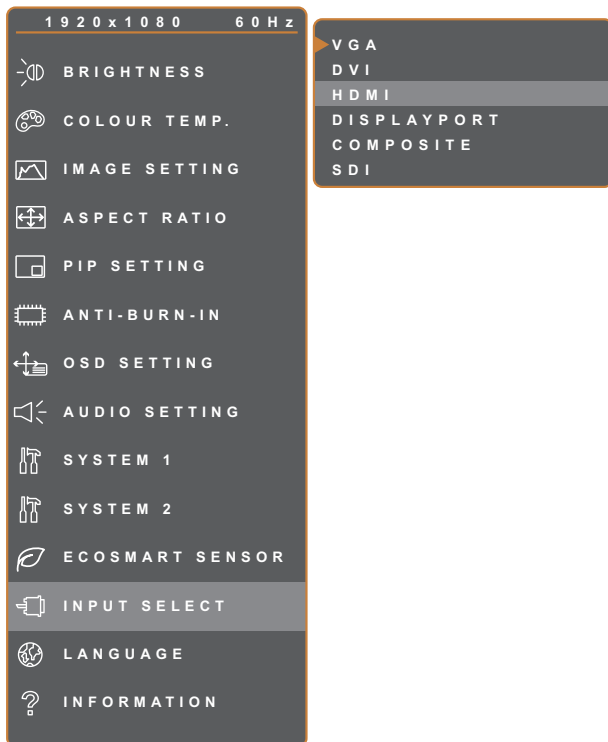 1920x1080 60Hz
BRIGHTNESS
COLOUR TEMP.
IMAGE SETTING
ASPECT RATIO
PIP SETTING
ANTI-BURN-IN
OSD SETTING
AUDIO SETTING
SYSTEM 1
SYSTEM 2
ECOSMART SENSOR
INPUT SELECT
LANGUAGE
INFORMATION
VGA
DVI
HDMI
DISPLAYPORT
COMPOSITE
SDI